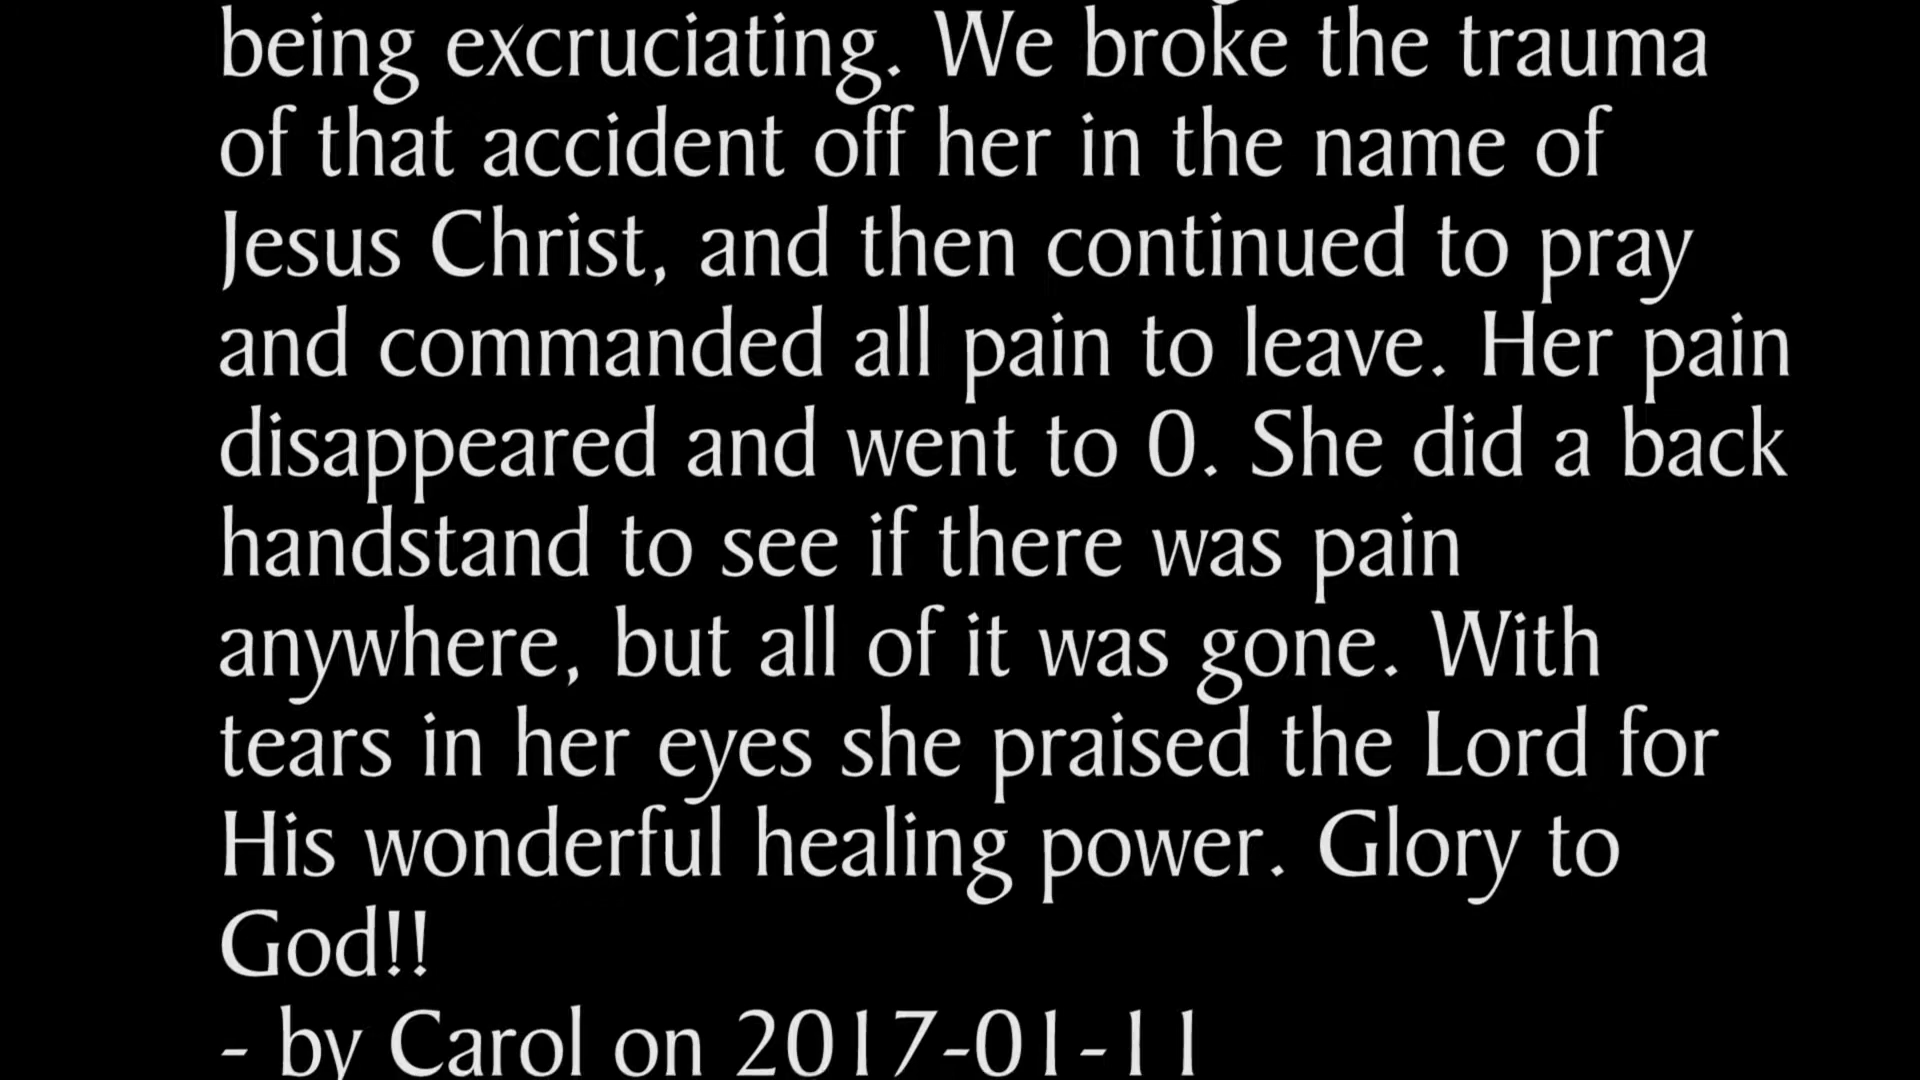 being excruciating. We broke the trauma
of that accident off her in the name of
Jesus Christ, and then continued to pray
and commanded all pain to leave. Her pain
disappeared and went to 0. She did a back
handstand to see if there was pain
anywhere, but all of it was gone. With
tears in her eyes she praised the Lord for
His wonderful healing power. Glory to
God!!
- by Carol on 2017-01-11